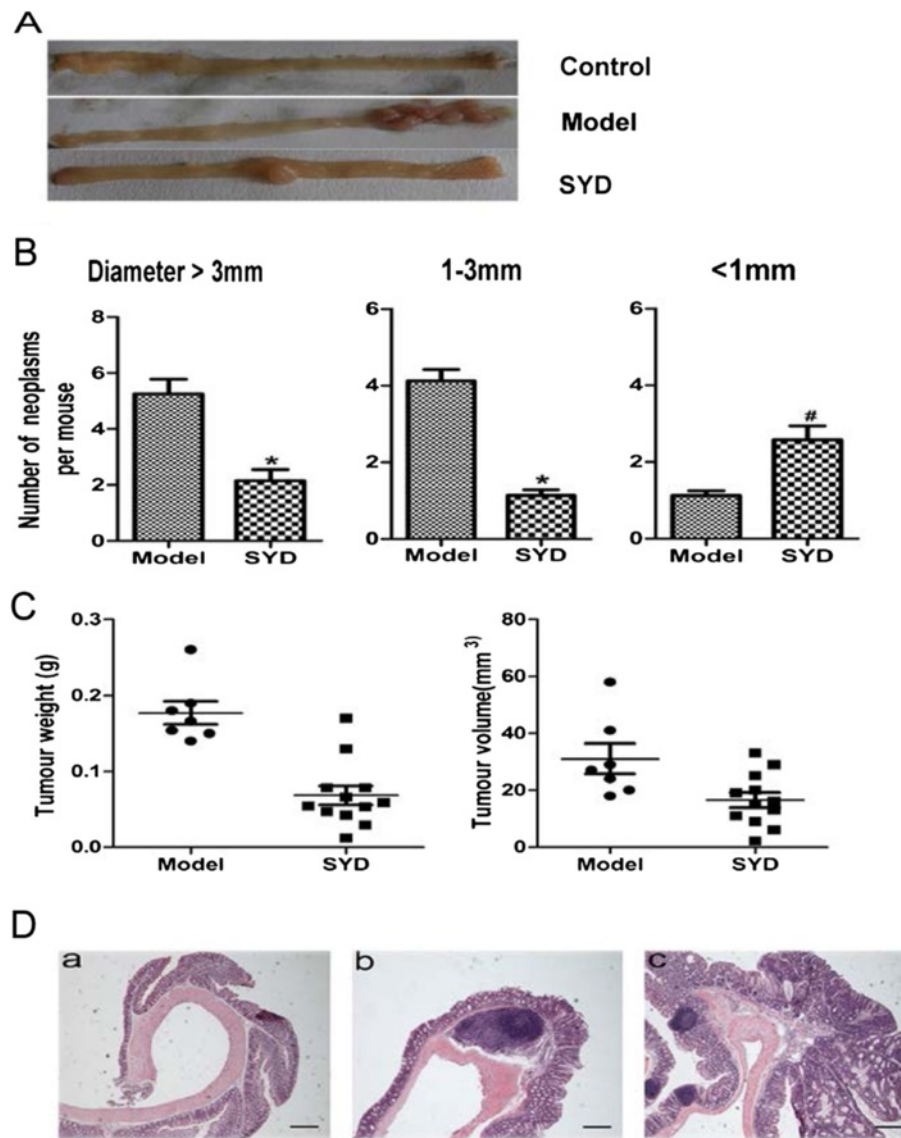 A
Control
Model
SYD
B
Diameter > 3mm
1-3mm
<1mm
Number of neoplasms
per mouse
8
6
4
2
0
*
Model
SYD
6
4
2
0
*
Model
SYD
6
4
2
0
#
Model
SYD
C
Tumour weight (g)
0.3
0.2
0.1
0.0
Model
SYD
Tumour volume(mm³)
80
60
40
20
0
Model
SYD
D
a
b
c